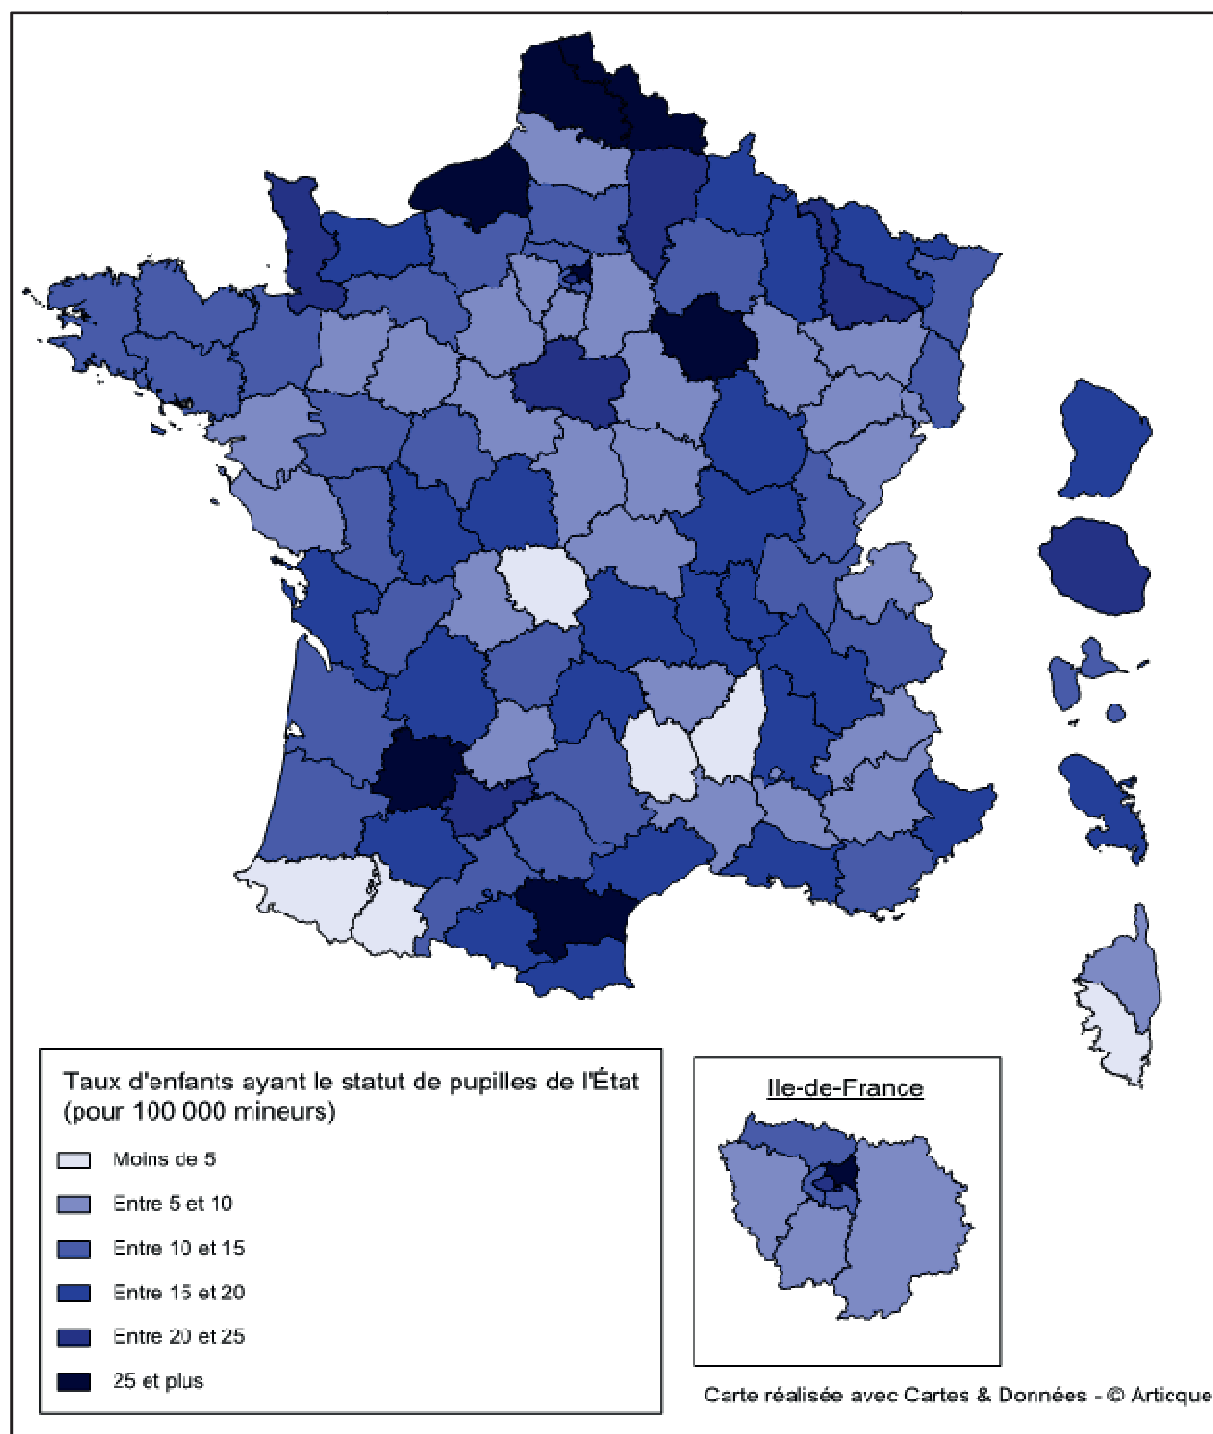 Taux d'enfants ayant le statut de pupilles de l'État
(pour 100 000 mineurs)
Moins de 5
Entre 5 et 10
Entre 10 et 15
Entre 15 et 20
Entre 20 et 25
25 et plus
Ile-de-France
Carte réalisée avec Cartes & Données - © Articque